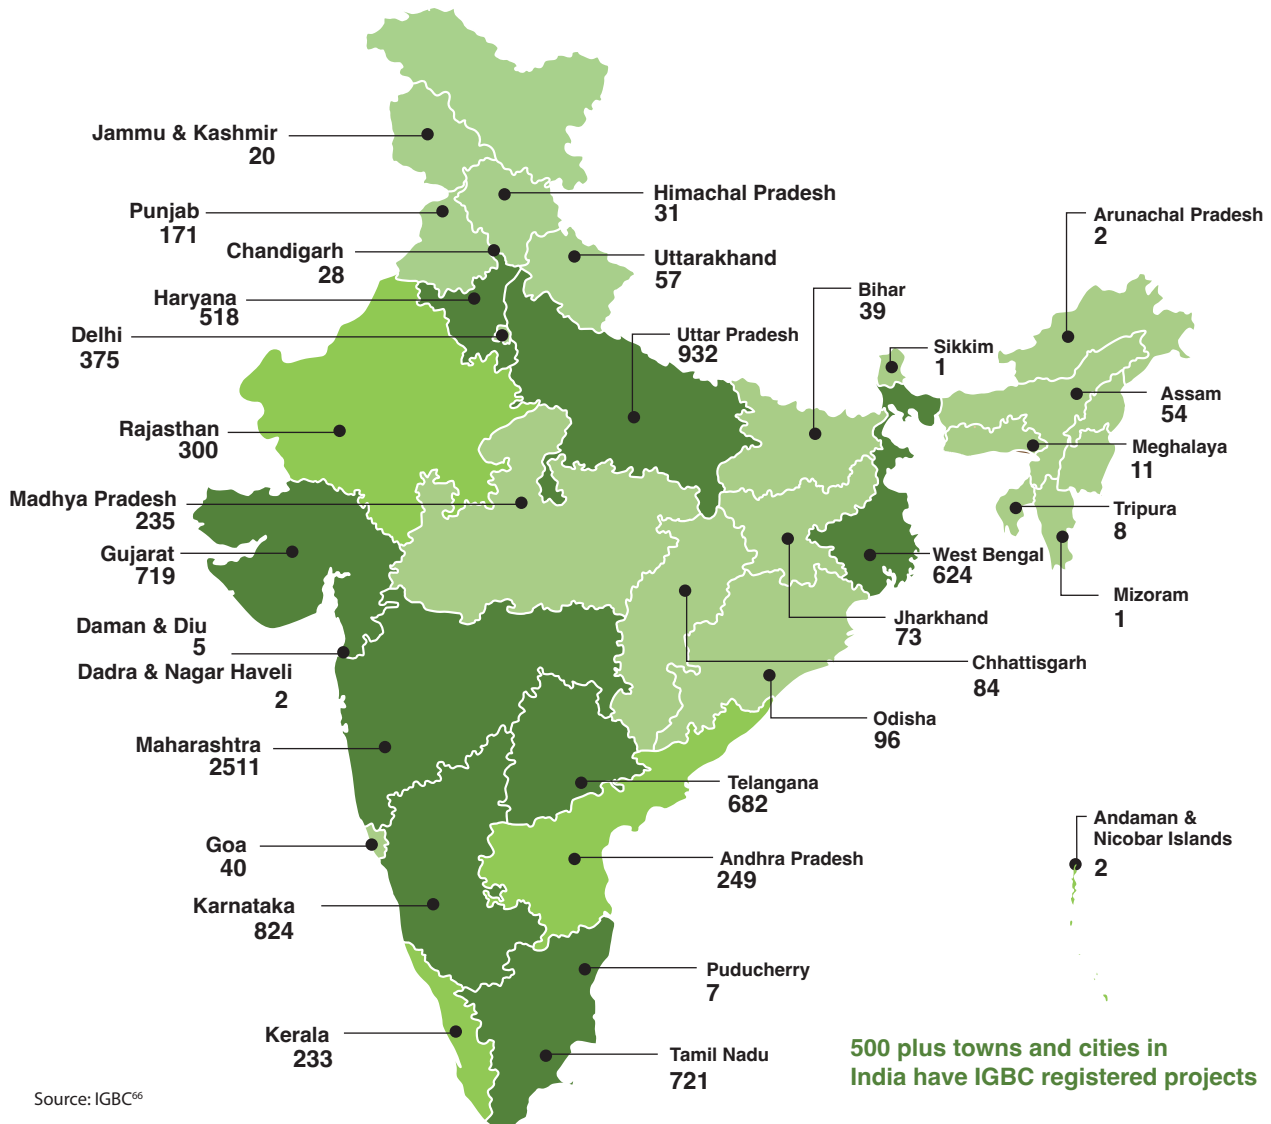 Jammu & Kashmir
20
Himachal Pradesh
31
Punjab
171
Arunachal Pradesh
2
Chandigarh
28
Uttarakhand
57
Haryana
518
Bihar
39
Delhi
375
Uttar Pradesh
932
Sikkim
1
Assam
54
Rajasthan
300
Meghalaya
11
Madhya Pradesh
235
Tripura
8
Gujarat
719
West Bengal
624
Mizoram
1
Daman & Diu
5
Jharkhand
73
Dadra & Nagar Haveli
2
Chhattisgarh
84
Odisha
96
Maharashtra
2511
Telangana
682
Andaman &
Nicobar Islands
2
Goa
40
Andhra Pradesh
249
Karnataka
824
Puducherry
7
Kerala
233
Tamil Nadu
721
500 plus towns and cities in
India have IGBC registered projects
Source: IGBC66